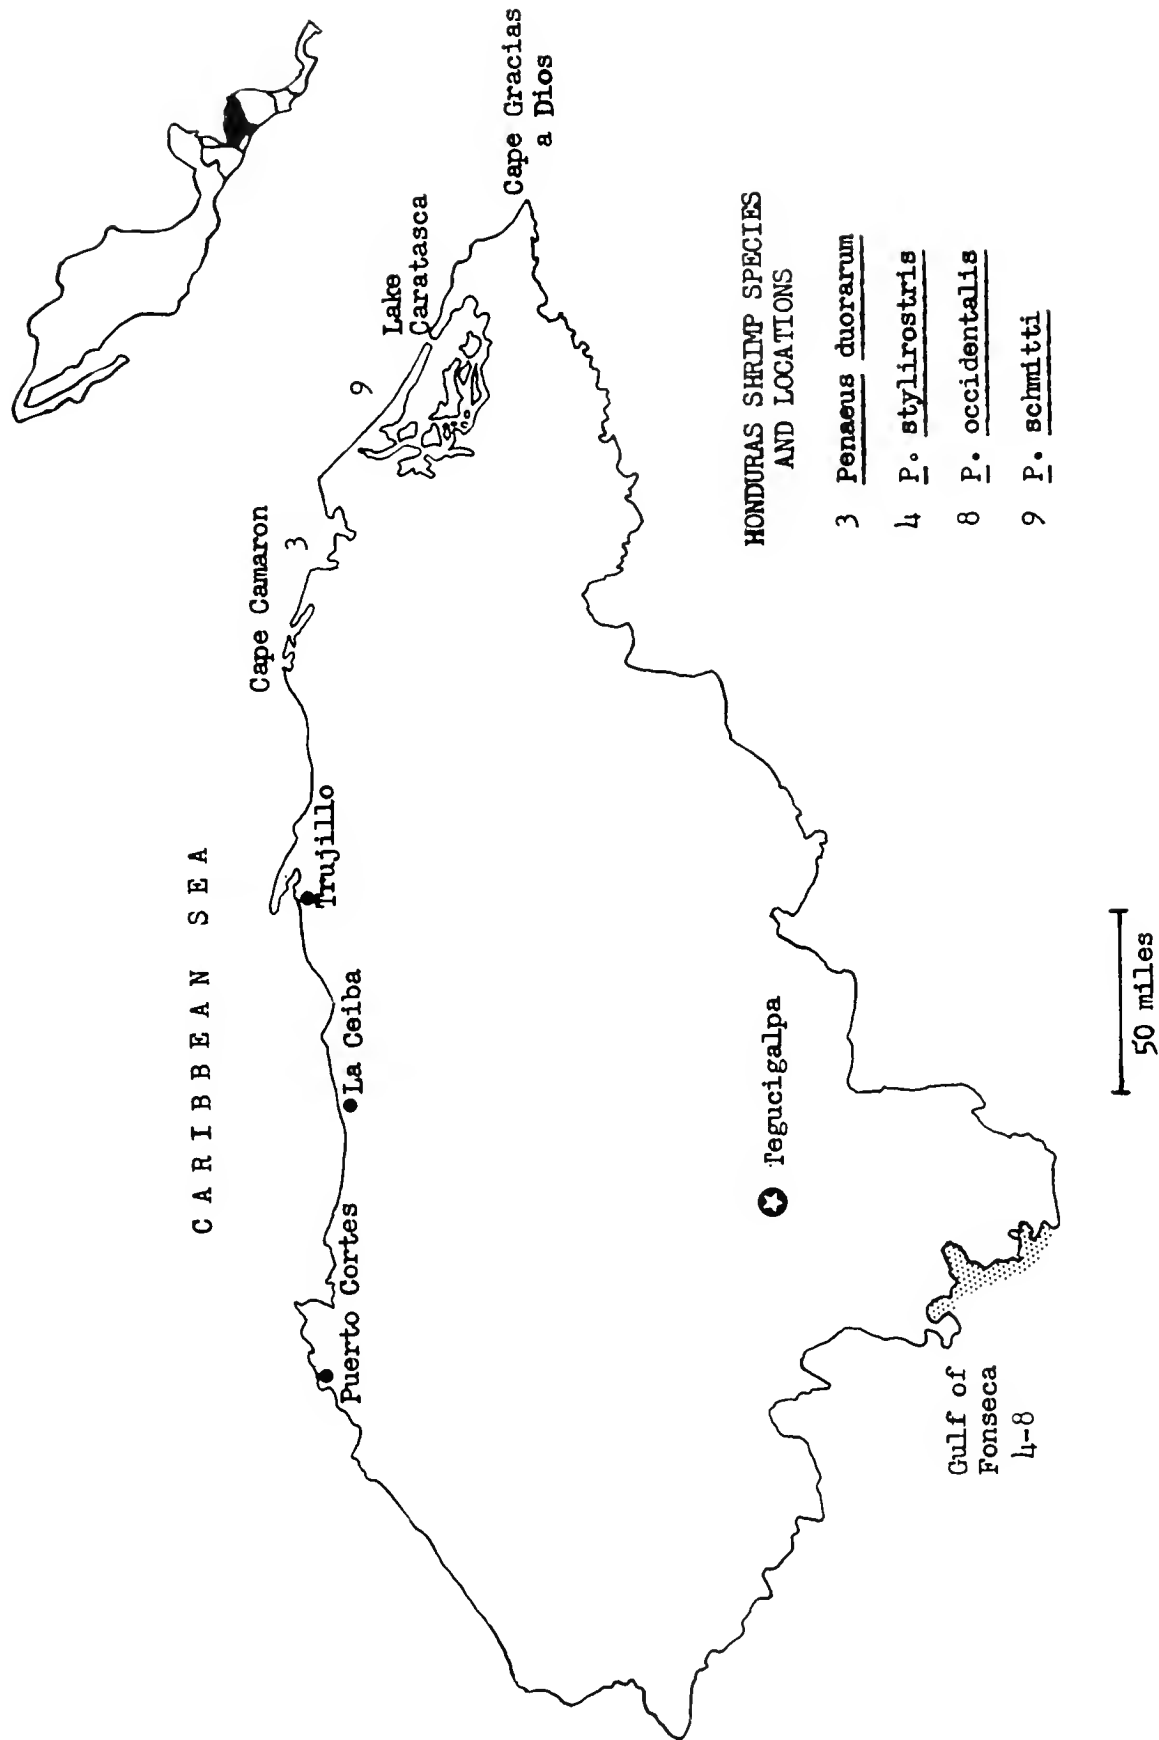 CARIBBEAN SEA
Cape Camaron
3
9
Lake
Caratasca
Cape Gracias
a Dios
Trujillo
La Ceiba
Puerto Cortes
Tegucigalpa
Gulf of
Fonseca
4-8
HONDURAS SHRIMP SPECIES
AND LOCATIONS
3 Penaeus duorarum
4 P. stylirostris
8 P. occidentalis
9 P. schmitti
50 miles